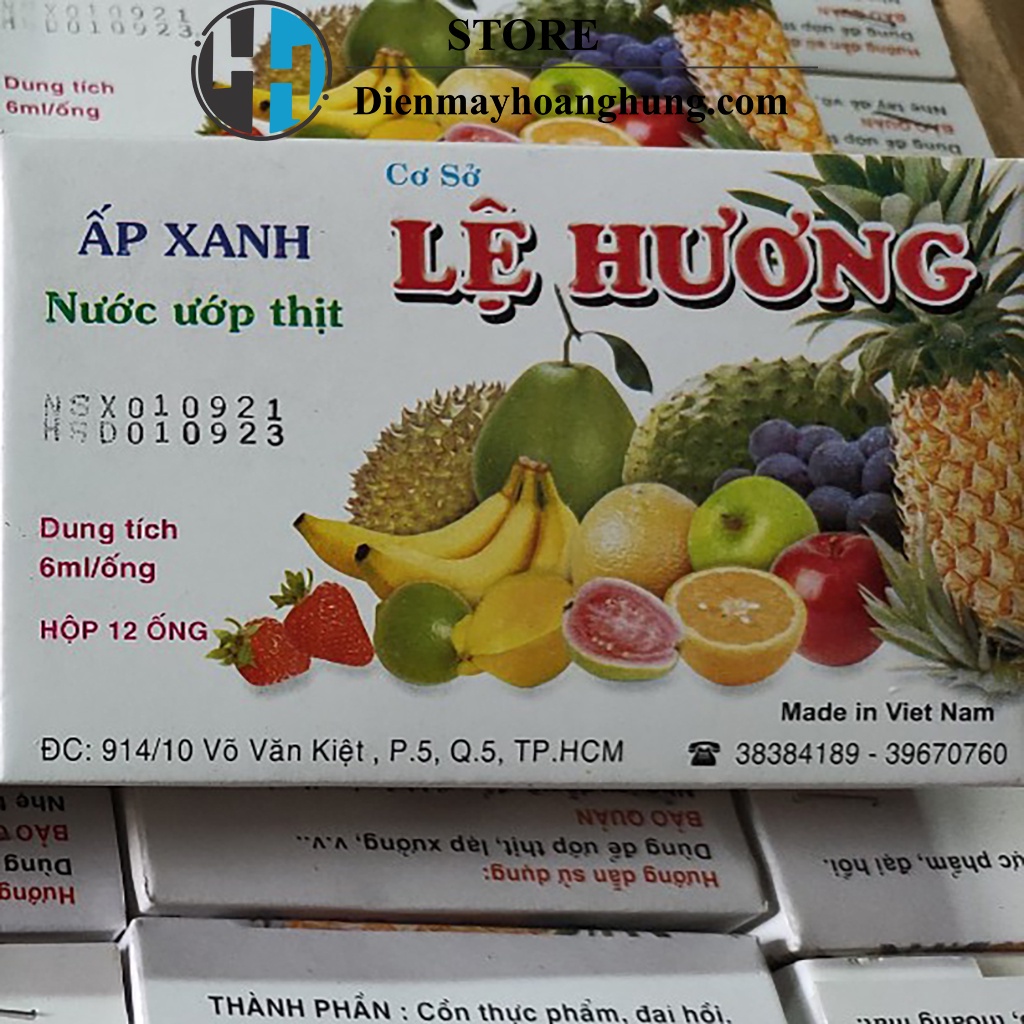 NSX010921
HSD010923
Dung tích
6ml/ống
STORE
Dienmayhoanghung.com
Cơ Sở
LỆ HƯƠNG
ẤP XANH
Nước ướp thịt
NSX010921
HSD010923
Dung tích
6ml/ống
HỘP 12 ỐNG
Made in Viet Nam
ĐC: 914/10 Võ Văn Kiệt , P.5, Q.5, TP.HCM
☎ 38384189 - 39670760
Hướng dẫn sử dụng:
Dùng để ướp thịt, lạp xưởng, v.v..
BẢO QUẢN
phẩm, đại hồi.
THÀNH PHẦN : Cồn thực phẩm, đại hồi,